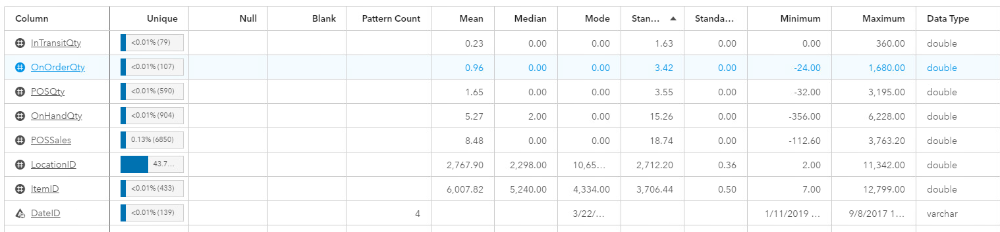 Column Unique Null Blank Pattern Count Mean Median Mode Stan... Standa... Minimum Maximum Data Type
InTransitQty <0.01% (79) 0.23 0.00 0.00 1.63 0.00 0.00 360.00 double
OnOrderQty <0.01% (107) 0.96 0.00 0.00 3.42 0.00 -24.00 1,680.00 double
POSQty <0.01% (590) 1.65 0.00 0.00 3.55 0.00 -32.00 3,195.00 double
OnHandQty <0.01% (904) 5.27 2.00 0.00 15.26 0.00 -356.00 6,228.00 double
POSSales 0.13% (6850) 8.48 0.00 0.00 18.74 0.00 -112.60 3,763.20 double
LocationID 43.7... 2,767.90 2,298.00 10,65... 2,712.20 0.36 2.00 11,342.00 double
ItemID <0.01% (433) 6,007.82 5,240.00 4,334.00 3,706.44 0.50 7.00 12,799.00 double
DateID <0.01% (139) 4 3/22/... 1/11/2019 ... 9/8/2017 1... varchar